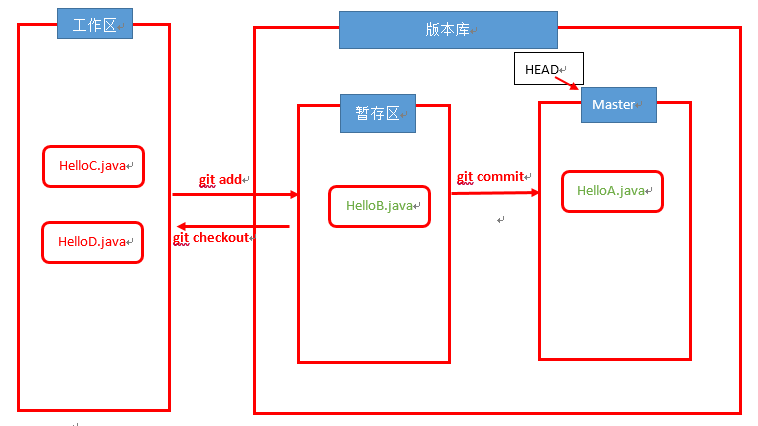 工作区
版本库
HEAD
暂存区
Master
HelloC.java
git add
git commit
HelloA.java
HelloB.java
HelloD.java
git checkout